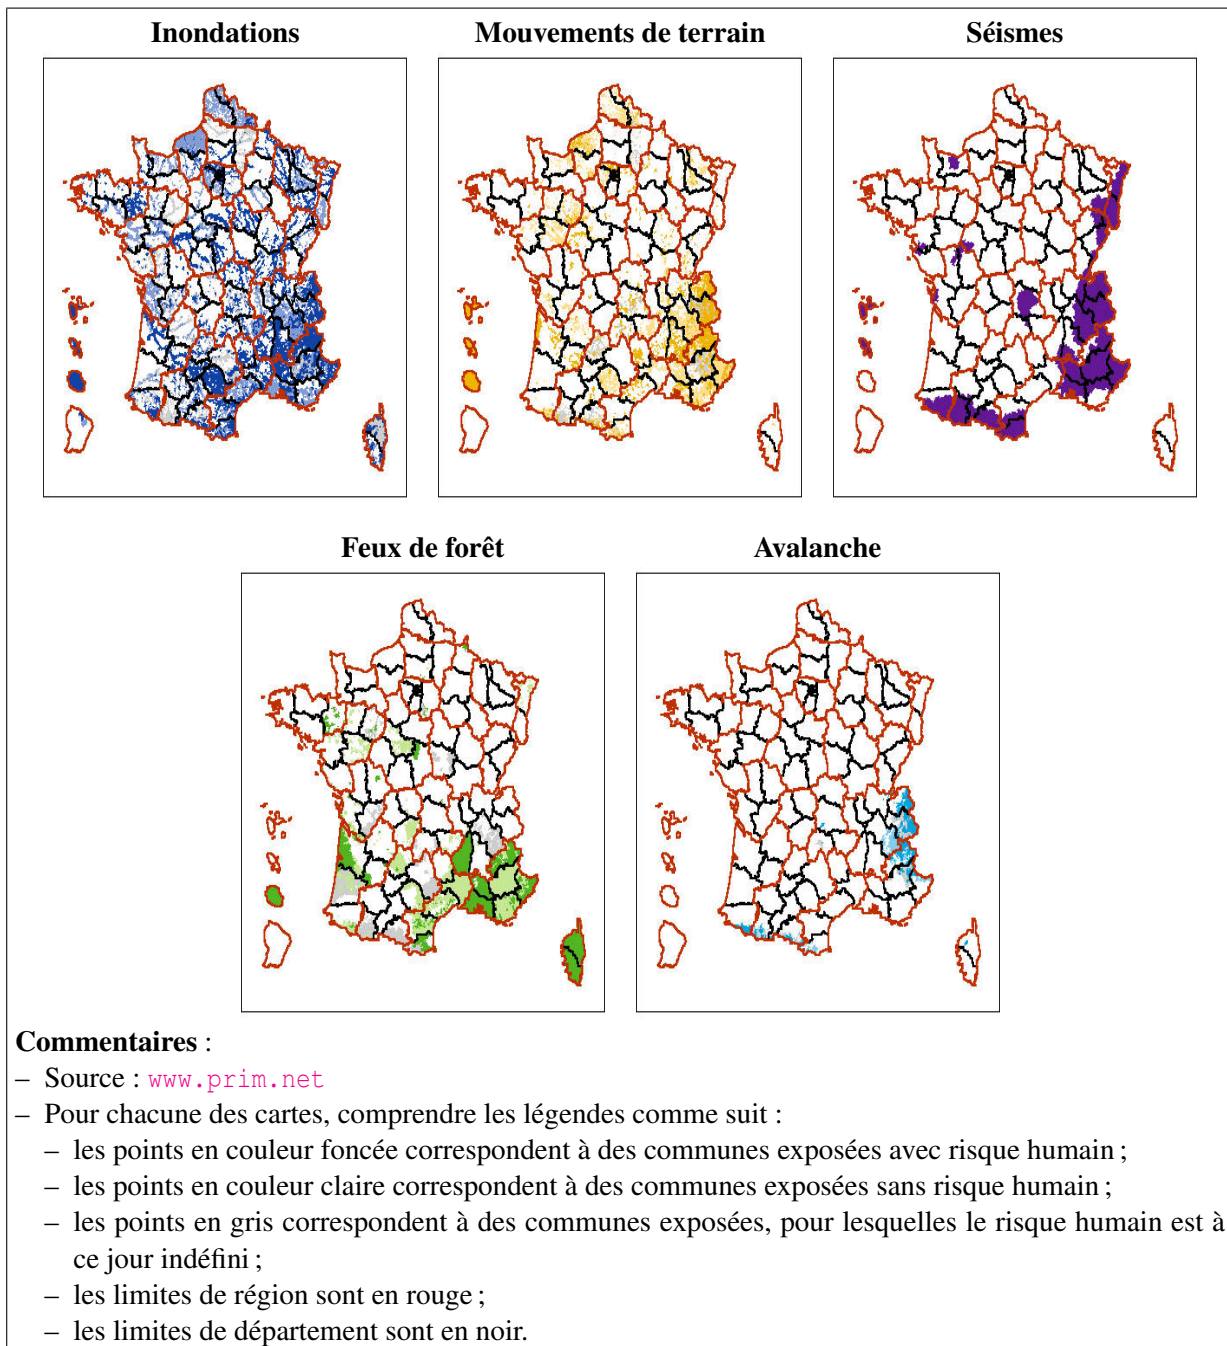 Inondations
Mouvements de terrain
Séismes
Feux de forêt
Avalanche
Commentaires :
– Source : www.prim.net
– Pour chacune des cartes, comprendre les légendes comme suit :
– les points en couleur foncée correspondent à des communes exposées avec risque humain ;
– les points en couleur claire correspondent à des communes exposées sans risque humain ;
– les points en gris correspondent à des communes exposées, pour lesquelles le risque humain est à
ce jour indéfini ;
– les limites de région sont en rouge ;
– les limites de département sont en noir.